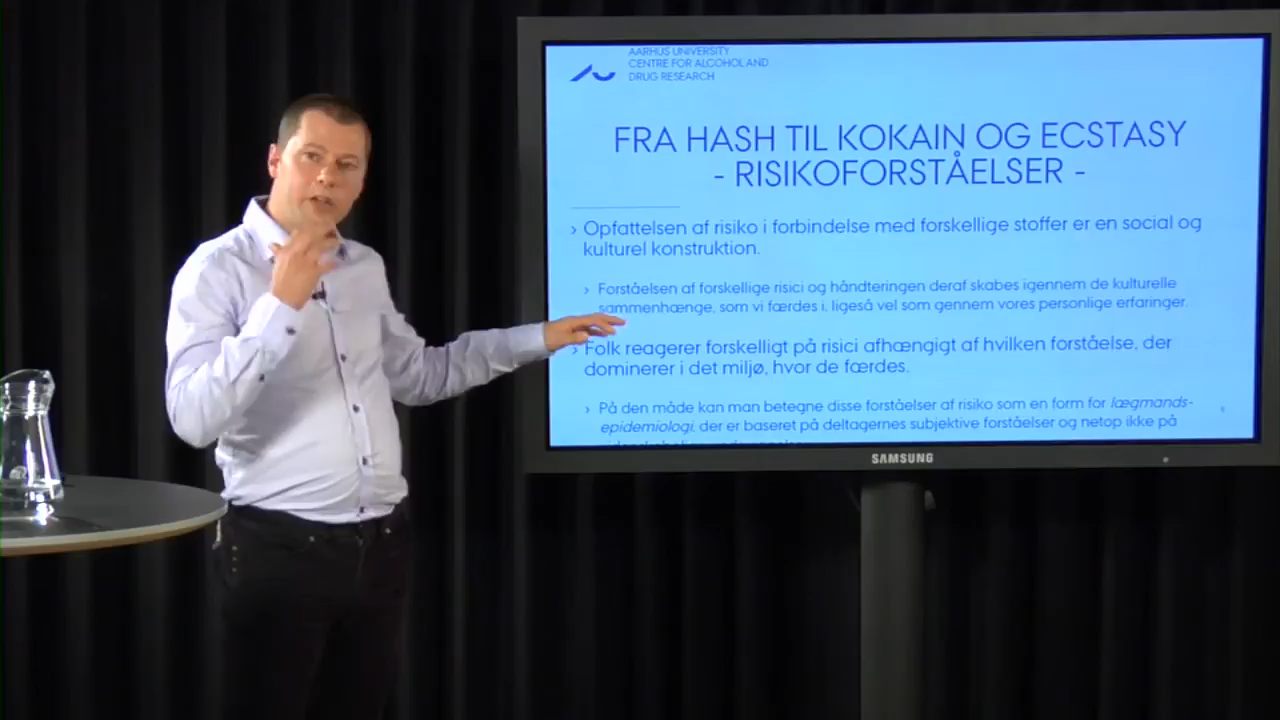 AARHUS UNIVERSITY
CENTRE FOR ALCOHOL AND
DRUG RESEARCH
FRA HASH TIL KOKAIN OG ECSTASY
- RISIKOFORSTÅELSER -
› Opfattelsen af risiko i forbindelse med forskellige stoffer er en social og
kulturel konstruktion.
› Forståelsen af forskellige risici og håndteringen deraf skabes igennem de kulturelle
sammenhænge, som vi færdes i, ligeså vel som gennem vores personlige erfaringer.
› Folk reagerer forskelligt på risici afhængigt af hvilken forståelse, der
dominerer i det miljø, hvor de færdes.
› På den måde kan man betegne disse forståelser af risiko som en form for lægmands-
epidemiologi, der er baseret på deltagernes subjektive forståelser og netop ikke på
SAMSUNG